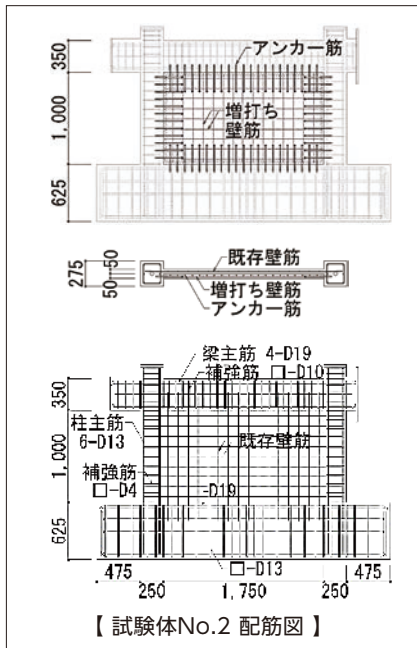 アンカー筋
350
増打ち
壁筋
1,000
625
既存壁筋
50
275
50
増打ち壁筋
アンカー筋
梁主筋 4-D19
補強筋 □-D10
350
柱主筋
6-D13
既存壁筋
1,000
補強筋
□-D4
-D19
625
□-D13
475
475
250
1,750
250
【 試験体No.2 配筋図 】